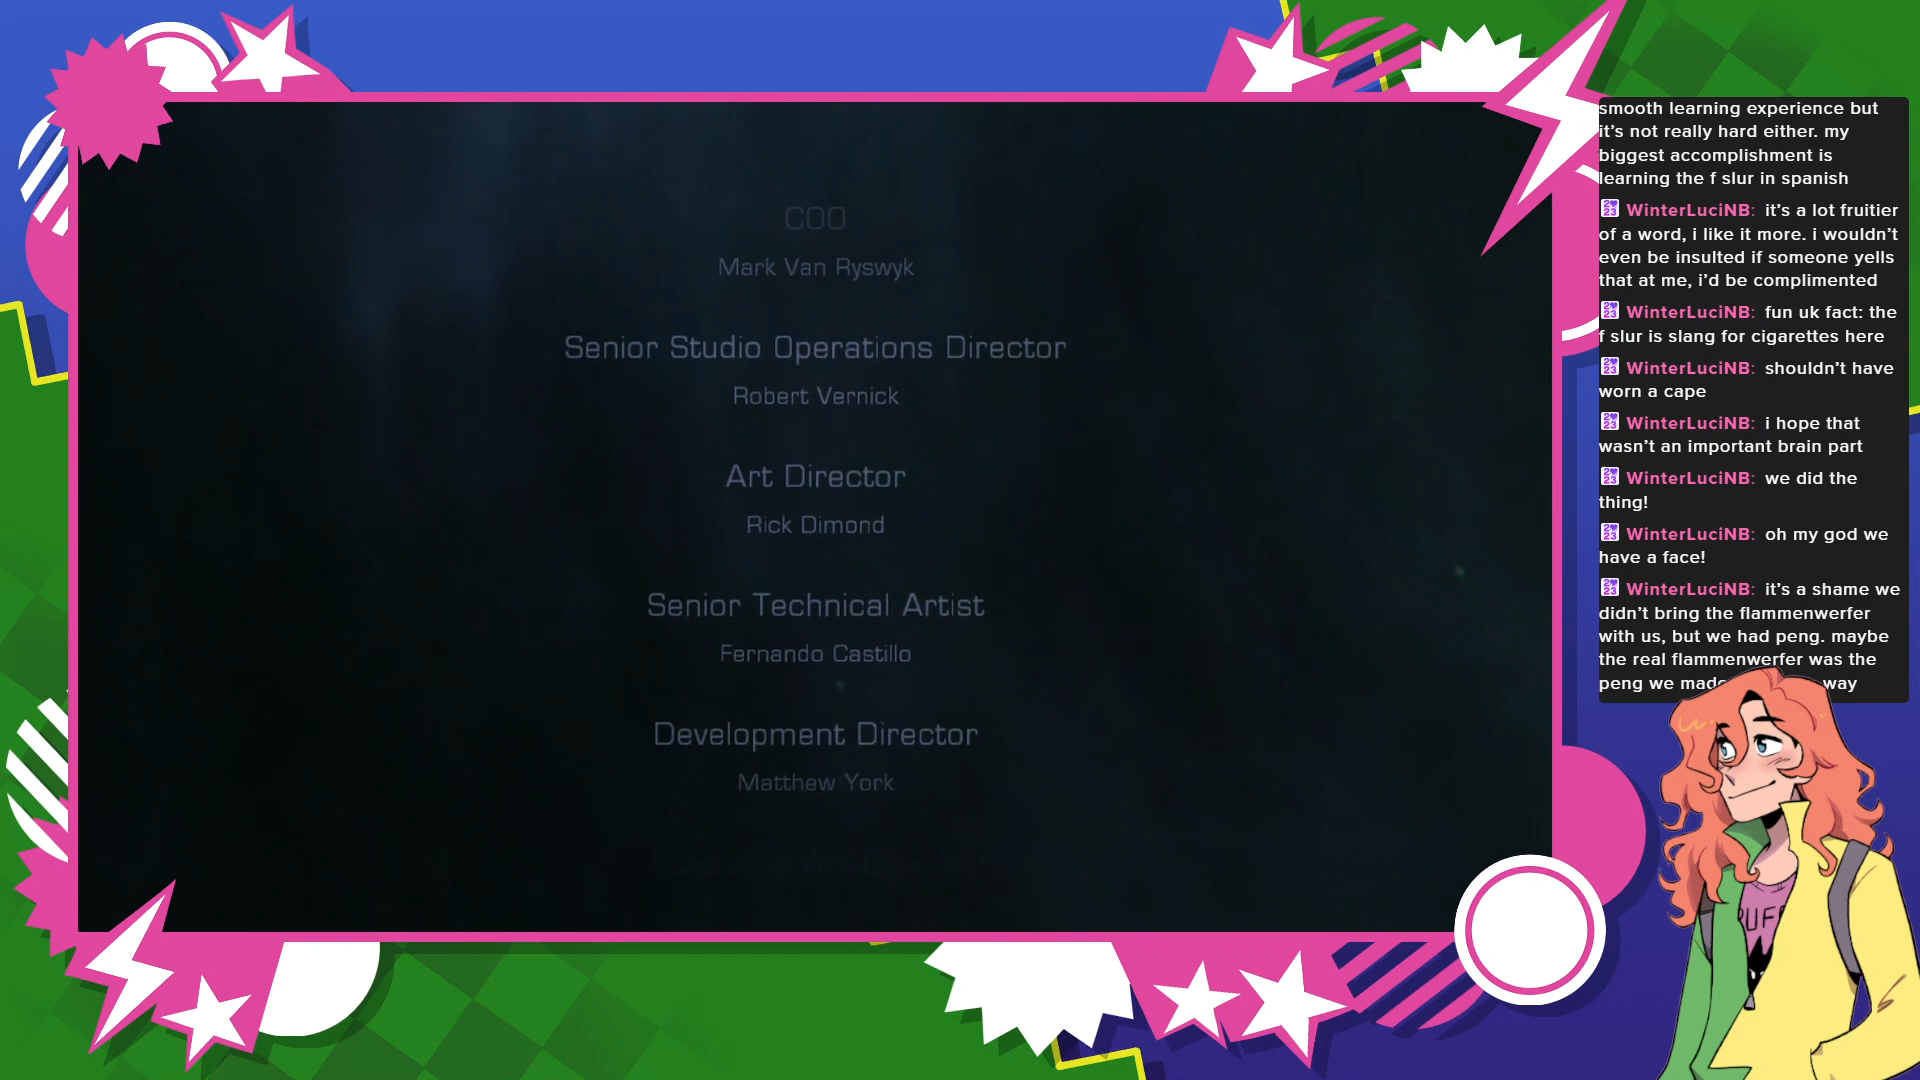 COO
Mark Van Ryswyk
Senior Studio Operations Director
Robert Vernick
Art Director
Rick Dimond
Senior Technical Artist
Fernando Castillo
Development Director
Matthew York
smooth learning experience but
it’s not really hard either. my
biggest accomplishment is
learning the f slur in spanish
WinterLuciNB: it’s a lot fruitier
of a word, i like it more. i wouldn’t
even be insulted if someone yells
that at me, i’d be complimented
WinterLuciNB: fun uk fact: the
f slur is slang for cigarettes here
WinterLuciNB: shouldn’t have
worn a cape
WinterLuciNB: i hope that
wasn’t an important brain part
WinterLuciNB: we did the
thing!
WinterLuciNB: oh my god we
have a face!
WinterLuciNB: it’s a shame we
didn’t bring the flammenwerfer
with us, but we had peng. maybe
the real flammenwerfer was the
peng we made way